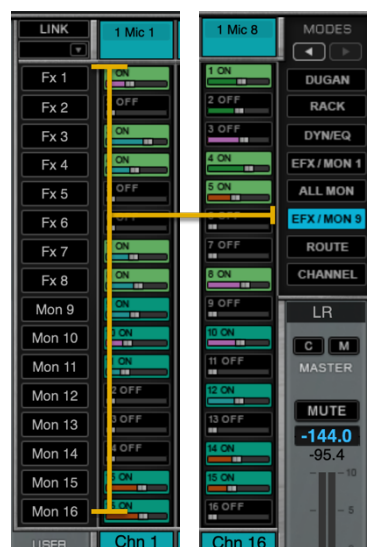 LINK
Fx 1
Fx 2
Fx 3
Fx 4
Fx 5
Fx 6
Fx 7
Fx 8
Mon 9
Mon 10
Mon 11
Mon 12
Mon 13
Mon 14
Mon 15
Mon 16
USER
1 Mic 1
ON
OFF
ON
ON
OFF
ON
ON
ON
0 ON
ON
2 OFF
3 OFF
4 OFF
5 ON
ON
Chn 1
1 Mic 8
1 ON
2 OFF
3 OFF
4 ON
5 ON
7 OFF
8 ON
9 OFF
10 ON
11 OFF
12 ON
13 OFF
14 ON
15 ON
16 OFF
Chn 16
MODES
DUGAN
RACK
DYN/EQ
EFX / MON 1
ALL MON
EFX / MON 9
ROUTE
CHANNEL
LR
C M
MASTER
MUTE
-144.0
-95.4
10
5